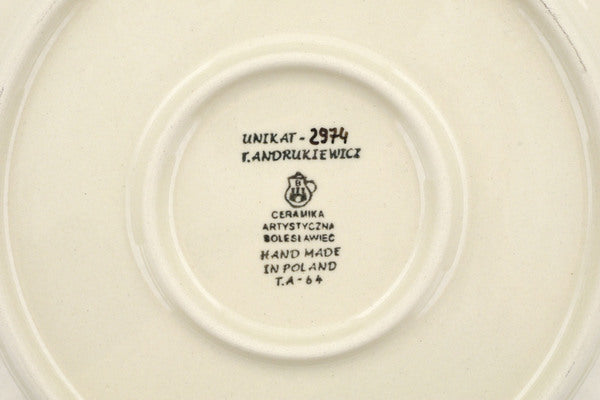 UNIKAT - 2974
T. ANDRUKIEWICZ
B
CERAMIKA
ARTYSTYCZNA
BOLESŁAWIEC
HAND MADE
IN POLAND
T.A - 64